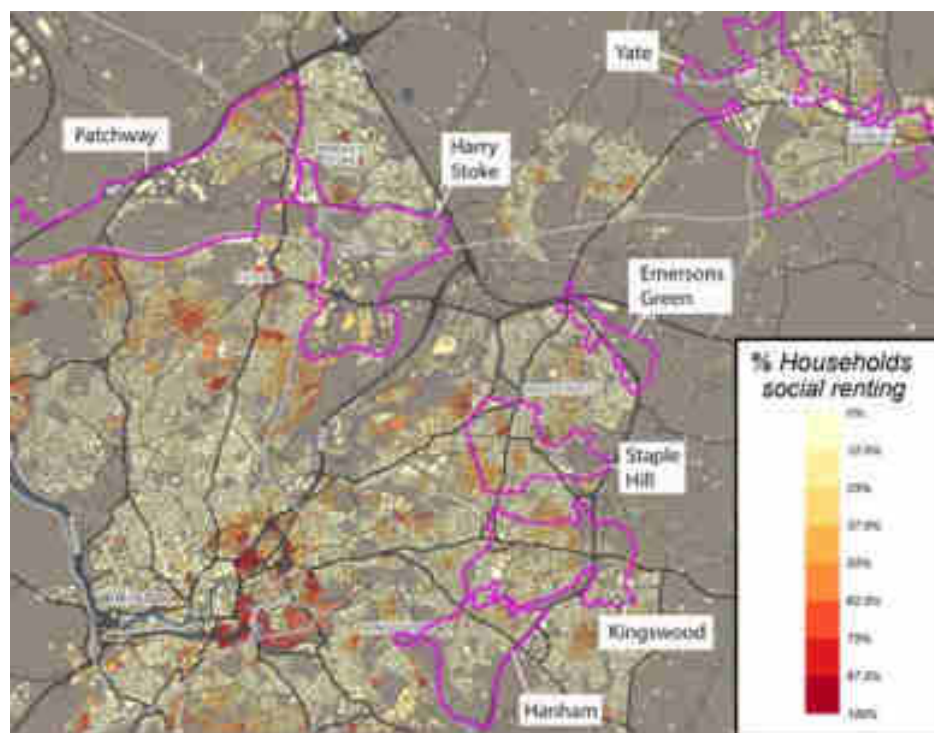 Yate
Patchway
Harry
Stoke
Emersons
Green
% Households
social renting
0%
12.5%
25%
37.5%
50%
62.5%
75%
87.5%
100%
Staple
Hill
Kingswood
Hanham